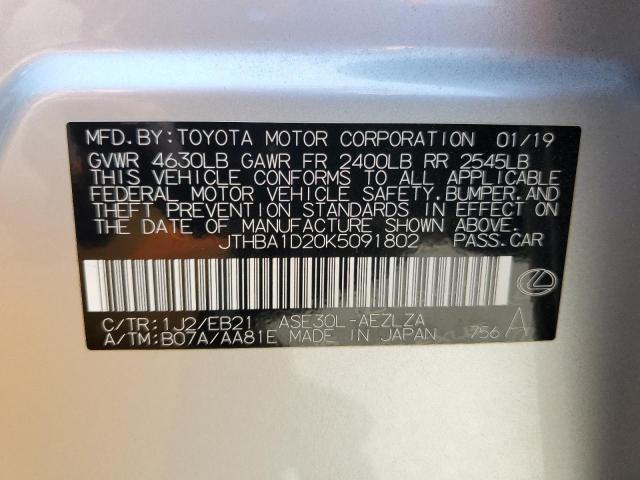 MFD.BY:TOYOTA MOTOR CORPORATION 01/19
GVWR 4630LB GAWR FR 2400LB RR 2545LB
THIS VEHICLE CONFORMS TO ALL APPLICABLE
FEDERAL MOTOR VEHICLE SAFETY,BUMPER,AND
THEFT PREVENTION STANDARDS IN EFFECT ON
THE DATE OF MANUFACTURE SHOWN ABOVE.
JTHBA1D20K5091802 PASS.CAR
C/TR:1J2/EB21 ASE30L-AEZLZA
A/TM:B07A/AA81E MADE IN JAPAN 756 A